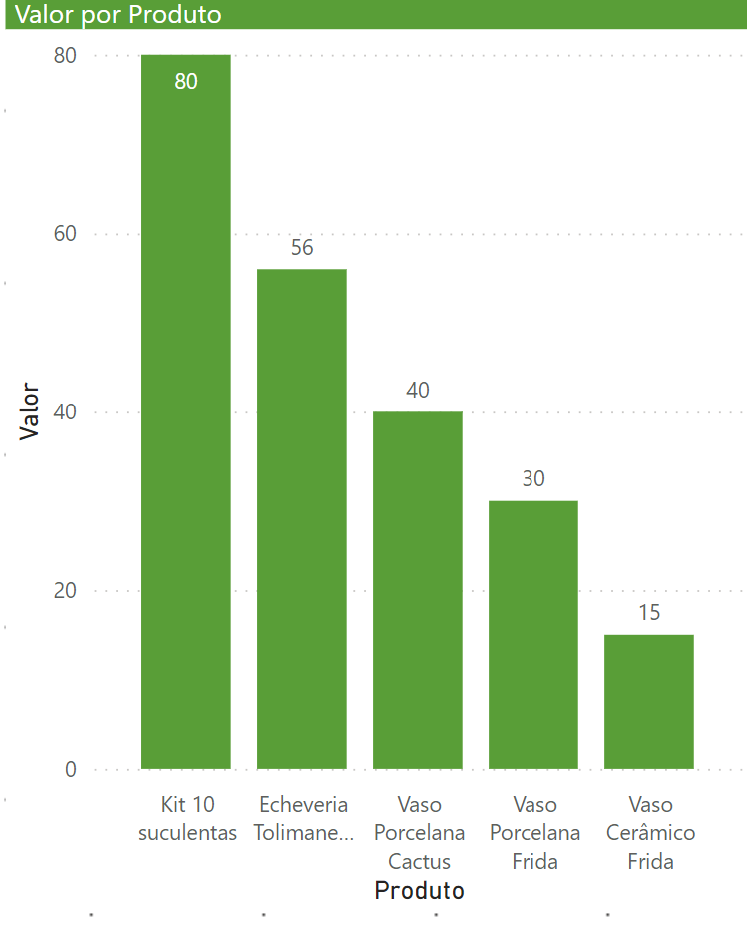 Valor por Produto
80
80
60
56
40
40
30
20
15
0
Valor
Kit 10
suculentas
Echeveria
Tolimane...
Vaso
Porcelana
Cactus
Vaso
Porcelana
Frida
Vaso
Cerâmico
Frida
Produto